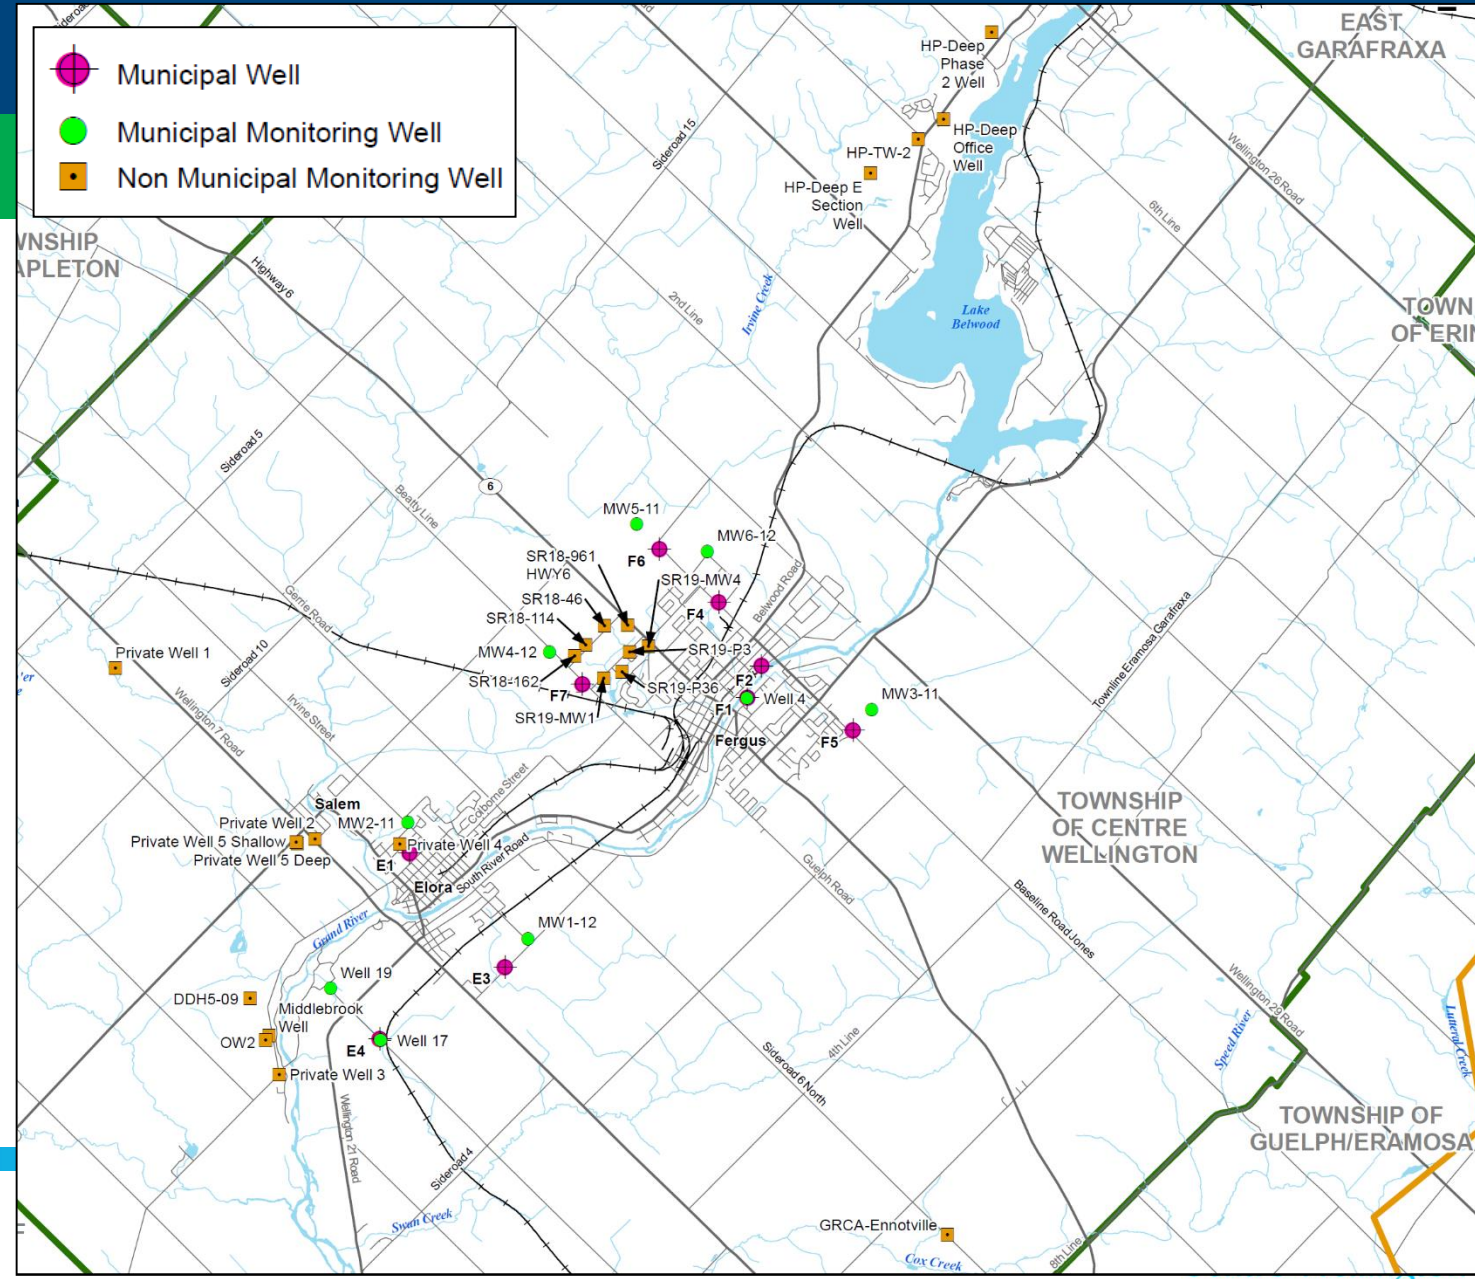 Municipal Well
Municipal Monitoring Well
Non Municipal Monitoring Well
EAST
GARAFRAXA
HP-Deep
Phase
2 Well
HP-Deep
Office
Well
HP-TW-2
HP-Deep E
Section
Well
Sideroad 15
Wellington 26 Road
6th Line
WNSHIP
APLETON
Highway 6
2nd Line
Irvine Creek
Lake
Belwood
TOWN
OF ERIN
Sideroad 5
Beatty Line
6
MW5-11
MW6-12
F6
SR18-961
HWY6
SR19-MW4
SR18-46
F4
Belwood Road
SR18-114
Gerrie Road
MW4-12
SR19-P3
Private Well 1
Sideroad 10
SR18-162
F7
SR19-P36
F2
Well 4
F1
MW3-11
SR19-MW1
Fergus
F5
Townline Eramosa Garafraxa
Irvine Street
Wellington 7 Road
Colborne Street
Salem
Private Well 2
MW2-11
Private Well 5 Shallow
Private Well 4
Private Well 5 Deep
E1
South River Road
Elora
Guelph Road
TOWNSHIP
OF CENTRE
WELLINGTON
Baseline Road Jones
Grand River
MW1-12
E3
Well 19
DDH5-09
Middlebrook
Well
OW2
E4
Well 17
Private Well 3
4th Line
Sideroad 6 North
Wellington 29 Road
Speed River
Lutteral Creek
TOWNSHIP OF
GUELPH/ERAMOSA
Wellington 21 Road
Sideroad 4
Swan Creek
GRCA-Ennotville
Cox Creek
8th Line